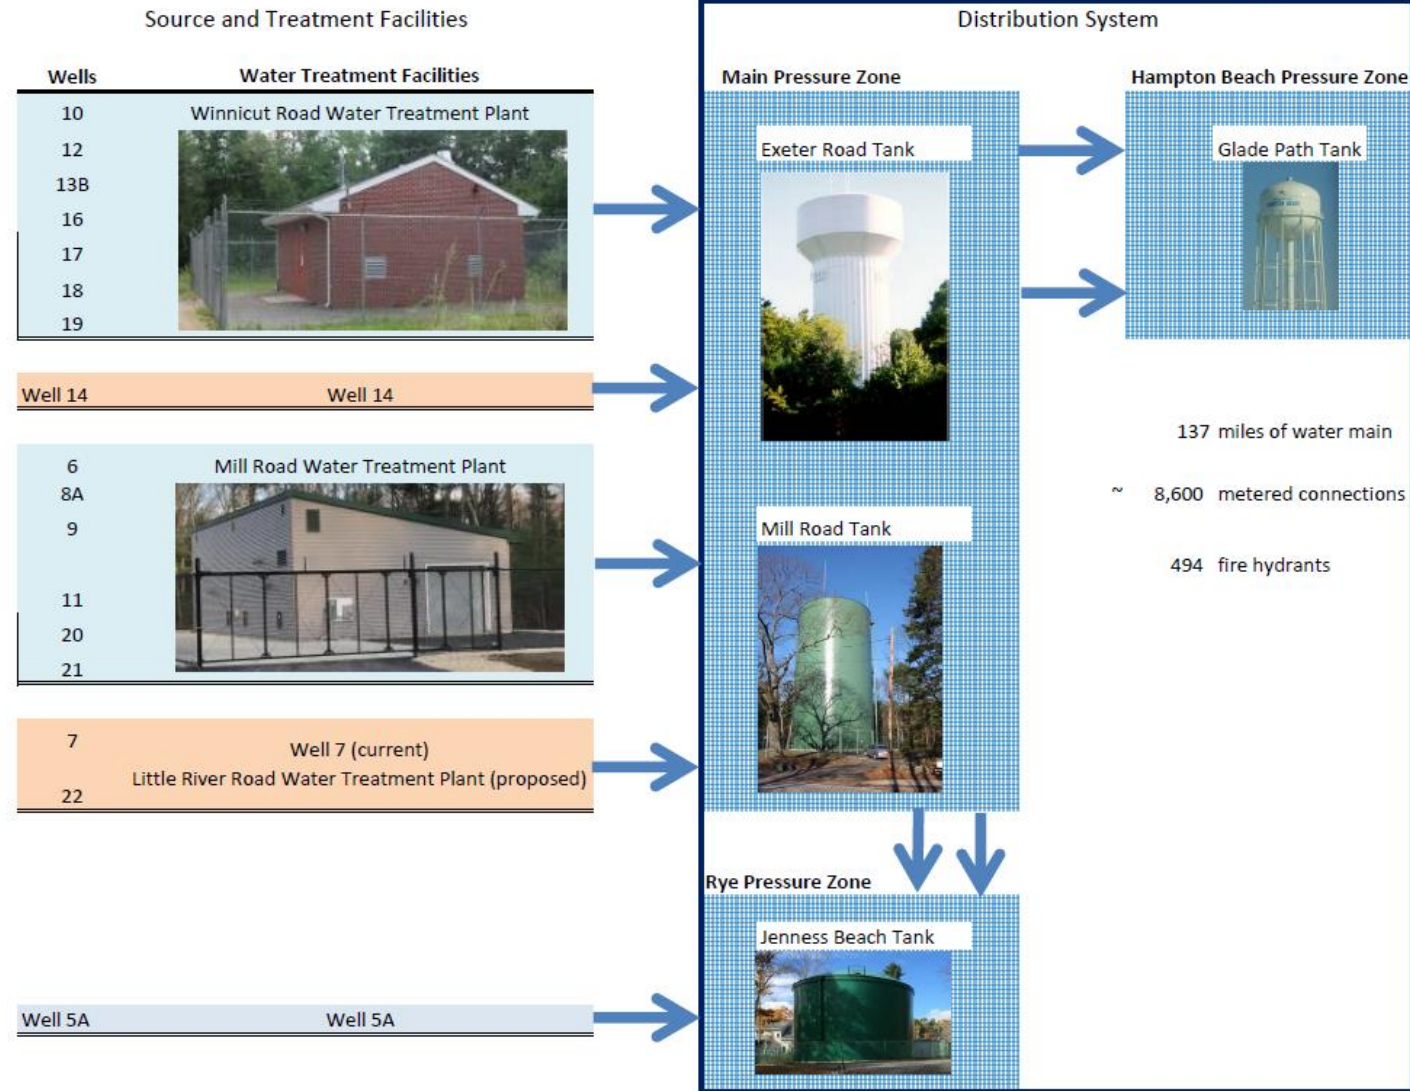 Source and Treatment Facilities
Distribution System
Wells
Water Treatment Facilities
10
Winnicut Road Water Treatment Plant
12
13B
16
17
18
19
Well 14
Well 14
6
Mill Road Water Treatment Plant
8A
9
11
20
21
7
Well 7 (current)
Little River Road Water Treatment Plant (proposed)
22
Well 5A
Well 5A
Main Pressure Zone
Exeter Road Tank
Mill Road Tank
Rye Pressure Zone
Jenness Beach Tank
Hampton Beach Pressure Zone
Glade Path Tank
137 miles of water main
~ 8,600 metered connections
494 fire hydrants